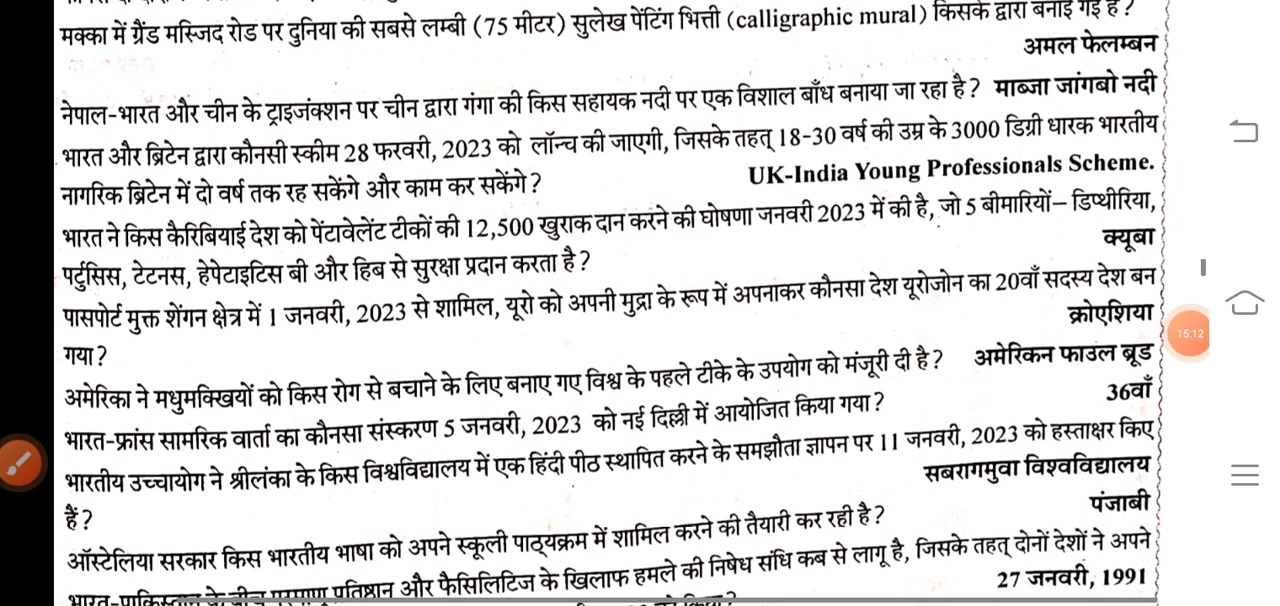 मक्का में ग्रैंड मस्जिद रोड पर दुनिया की सबसे लम्बी (75 मीटर) सुलेख पेंटिंग भित्ती (calligraphic mural) किसके द्वारा बनाई गई है ?
अमल फेलम्बन
नेपाल-भारत और चीन के ट्राइजंक्शन पर चीन द्वारा गंगा की किस सहायक नदी पर एक विशाल बाँध बनाया जा रहा है ? माब्जा जांगबो नदी
भारत और ब्रिटेन द्वारा कौनसी स्कीम 28 फरवरी, 2023 को लॉन्च की जाएगी, जिसके तहत् 18-30 वर्ष की उम्र के 3000 डिग्री धारक भारतीय
नागरिक ब्रिटेन में दो वर्ष तक रह सकेंगे और काम कर सकेंगे ? UK-India Young Professionals Scheme.
भारत ने किस कैरिबियाई देश को पेंटावेलेंट टीकों की 12,500 खुराक दान करने की घोषणा जनवरी 2023 में की है, जो 5 बीमारियों– डिप्थीरिया,
पर्टुसिस, टेटनस, हेपेटाइटिस बी और हिब से सुरक्षा प्रदान करता है ? क्यूबा
पासपोर्ट मुक्त शेंगन क्षेत्र में 1 जनवरी, 2023 से शामिल, यूरो को अपनी मुद्रा के रूप में अपनाकर कौनसा देश यूरोजोन का 20वाँ सदस्य देश बन
गया ? क्रोएशिया
अमेरिका ने मधुमक्खियों को किस रोग से बचाने के लिए बनाए गए विश्व के पहले टीके के उपयोग को मंजूरी दी है ? अमेरिकन फाउल ब्रूड
भारत-फ्रांस सामरिक वार्ता का कौनसा संस्करण 5 जनवरी, 2023 को नई दिल्ली में आयोजित किया गया ? 36वाँ
भारतीय उच्चायोग ने श्रीलंका के किस विश्वविद्यालय में एक हिंदी पीठ स्थापित करने के समझौता ज्ञापन पर 11 जनवरी, 2023 को हस्ताक्षर किए
हैं ? सबरागमुवा विश्वविद्यालय
ऑस्टेलिया सरकार किस भारतीय भाषा को अपने स्कूली पाठ्यक्रम में शामिल करने की तैयारी कर रही है ? पंजाबी
भारत-पाकिस्तान के बीच परमाणु प्रतिष्ठान और फैसिलिटिज के खिलाफ हमले की निषेध संधि कब से लागू है, जिसके तहत् दोनों देशों ने अपने
27 जनवरी, 1991
15:12